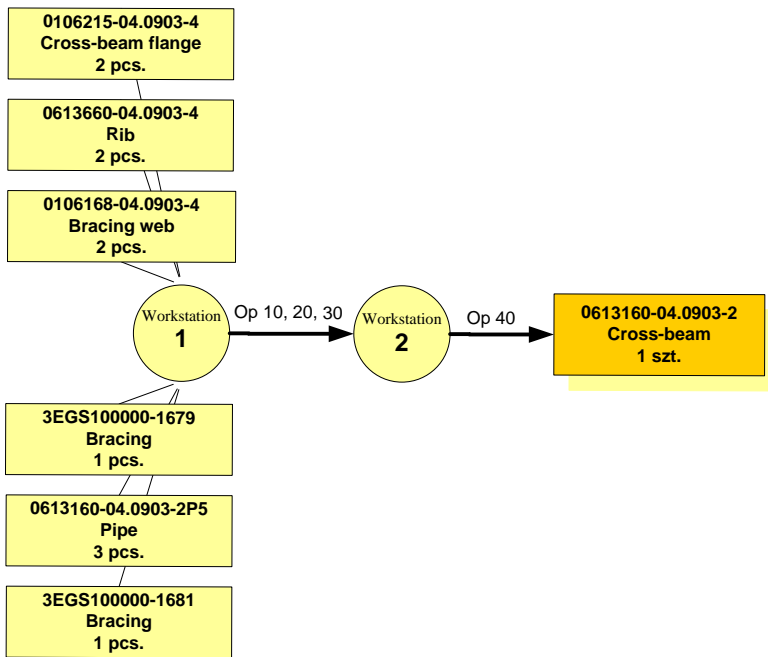 0106215-04.0903-4
Cross-beam flange
2 pcs.
0613660-04.0903-4
Rib
2 pcs.
0106168-04.0903-4
Bracing web
2 pcs.
Workstation
1
Op 10, 20, 30
Workstation
2
Op 40
0613160-04.0903-2
Cross-beam
1 szt.
3EGS100000-1679
Bracing
1 pcs.
0613160-04.0903-2P5
Pipe
3 pcs.
3EGS100000-1681
Bracing
1 pcs.